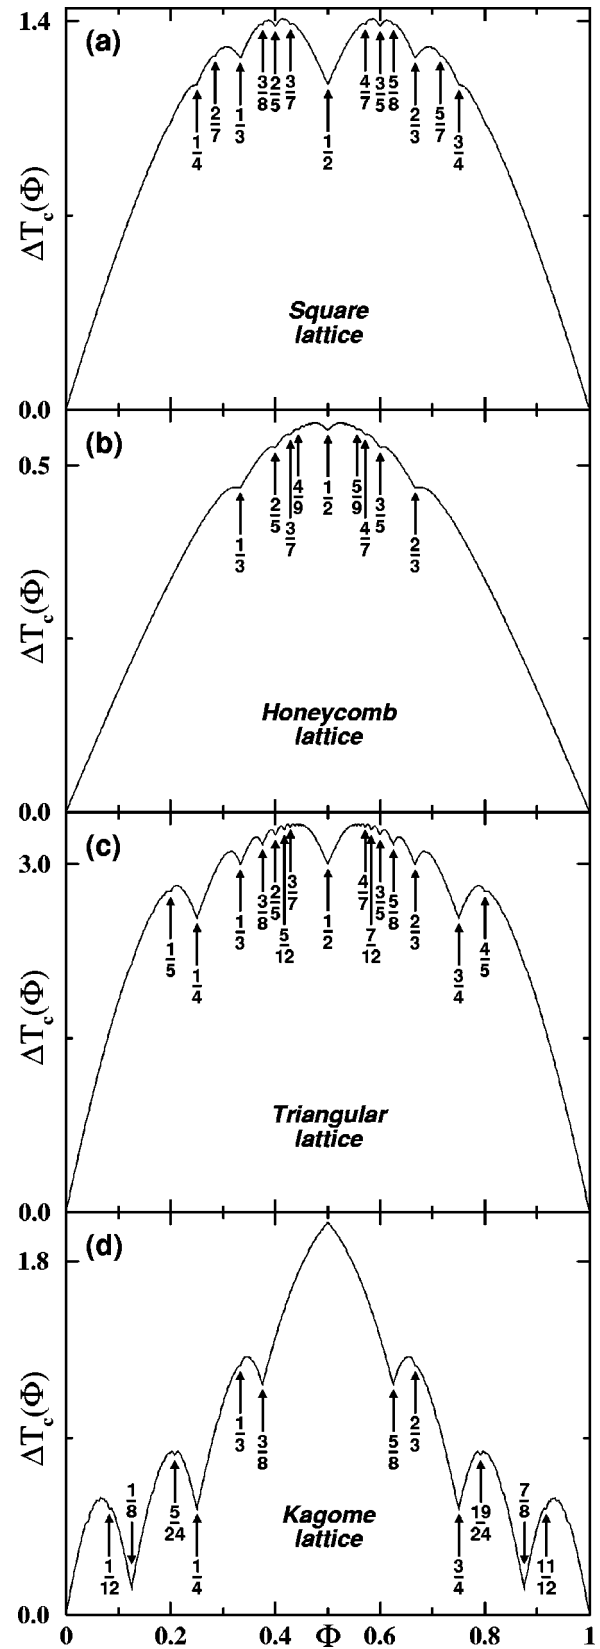 1.4
(a)
3/8 2/5 3/7 4/7 3/5 5/8
2/7 1/3 2/3 5/7
1/4 1/2 3/4
ΔTc(Φ)
Square
lattice
0.0
(b)
0.5
4/9 1/2 5/9
2/5 3/5
3/7 4/7
1/3 2/3
ΔTc(Φ)
Honeycomb
lattice
0.0
(c)
3.0
3/7 4/7
1/3 3/8 2/5 1/2 3/5 5/8 2/3
1/5 5/12 7/12 4/5
1/4 3/4
ΔTc(Φ)
Triangular
lattice
0.0
(d)
1.8
1/3 2/3
3/8 5/8
ΔTc(Φ)
1/8 7/8
5/24 19/24
Kagome
lattice
1/12 1/4 3/4 11/12
0.0
0 0.2 0.4 Φ 0.6 0.8 1